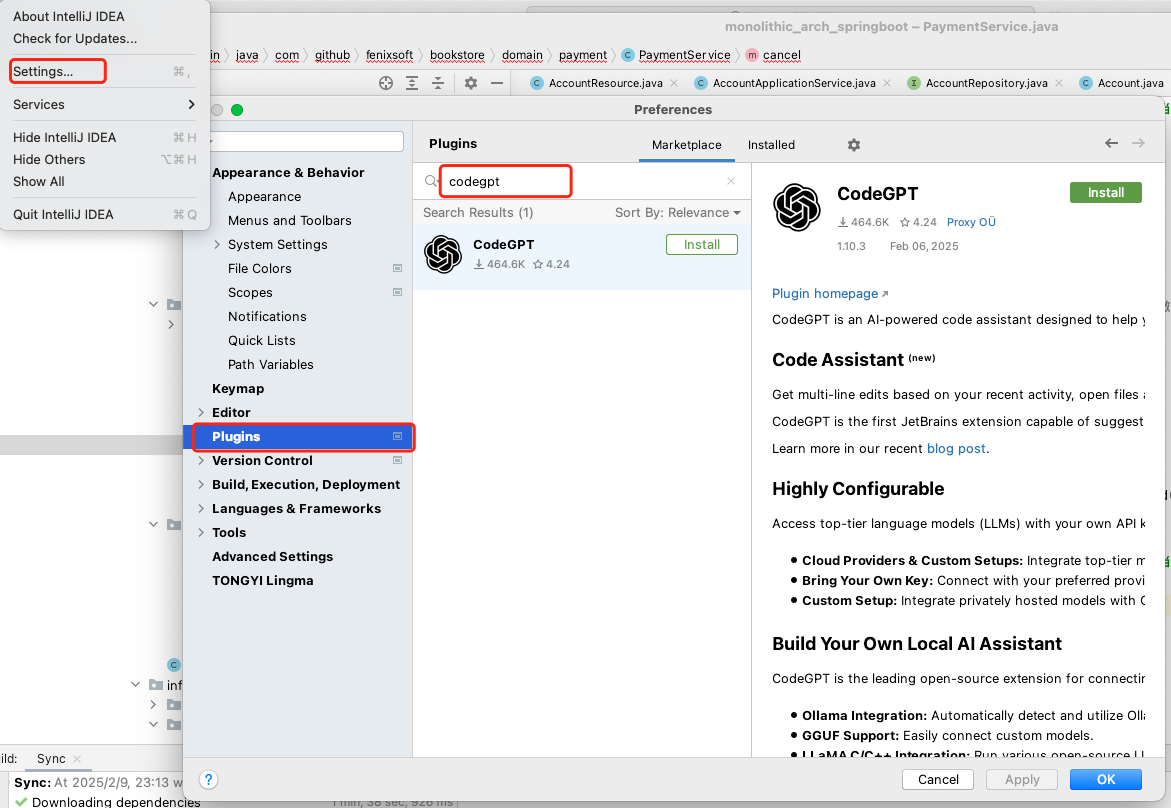 About IntelliJ IDEA
Check for Updates...
Settings... ⌘ ,
Services
Hide IntelliJ IDEA ⌘ H
Hide Others ⌥⌘ H
Show All
Quit IntelliJ IDEA ⌘ Q
monolithic_arch_springboot – PaymentService.java
in java com github fenixsoft bookstore domain payment C PaymentService m cancel
C AccountResource.java C AccountApplicationService.java I AccountRepository.java C Account.java
Preferences
Appearance & Behavior
Appearance
Menus and Toolbars
System Settings
File Colors
Scopes
Notifications
Quick Lists
Path Variables
Keymap
Editor
Plugins
Version Control
Build, Execution, Deployment
Languages & Frameworks
Tools
Advanced Settings
TONGYI Lingma
Plugins
Marketplace
Installed
codegpt
Search Results (1)
Sort By: Relevance
CodeGPT
464.6K 4.24
Install
CodeGPT
Install
464.6K 4.24 Proxy OÜ
1.10.3 Feb 06, 2025
Plugin homepage ↗
CodeGPT is an AI-powered code assistant designed to help
Code Assistant (new)
Get multi-line edits based on your recent activity, open files
CodeGPT is the first JetBrains extension capable of suggest
Learn more in our recent blog post.
Highly Configurable
Access top-tier language models (LLMs) with your own API
• Cloud Providers & Custom Setups: Integrate top-tier
• Bring Your Own Key: Connect with your preferred provi
• Custom Setup: Integrate privately hosted models with
Build Your Own Local AI Assistant
CodeGPT is the leading open-source extension for connectin
• Ollama Integration: Automatically detect and utilize Oll
• GGUF Support: Easily connect custom models.
• LLaMA C/C++ Integration: Run various open-source
?
Cancel
Apply
OK
C
inf
ild: Sync
Sync: At 2025/2/9, 23:13 w
Downloading dependencies
1 min, 38 sec, 926 ms